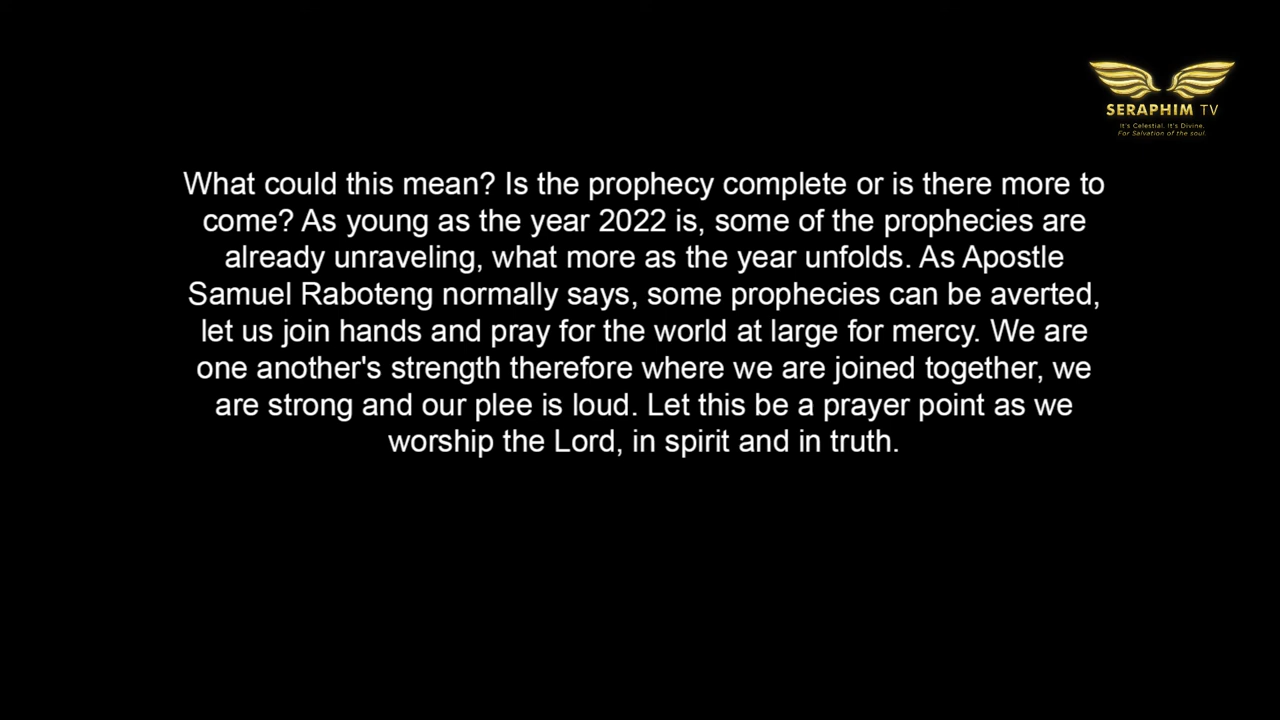 SERAPHIM TV
It's Celestial. It's Divine.
For Salvation of the soul.
What could this mean? Is the prophecy complete or is there more to
come? As young as the year 2022 is, some of the prophecies are
already unraveling, what more as the year unfolds. As Apostle
Samuel Raboteng normally says, some prophecies can be averted,
let us join hands and pray for the world at large for mercy. We are
one another's strength therefore where we are joined together, we
are strong and our plee is loud. Let this be a prayer point as we
worship the Lord, in spirit and in truth.